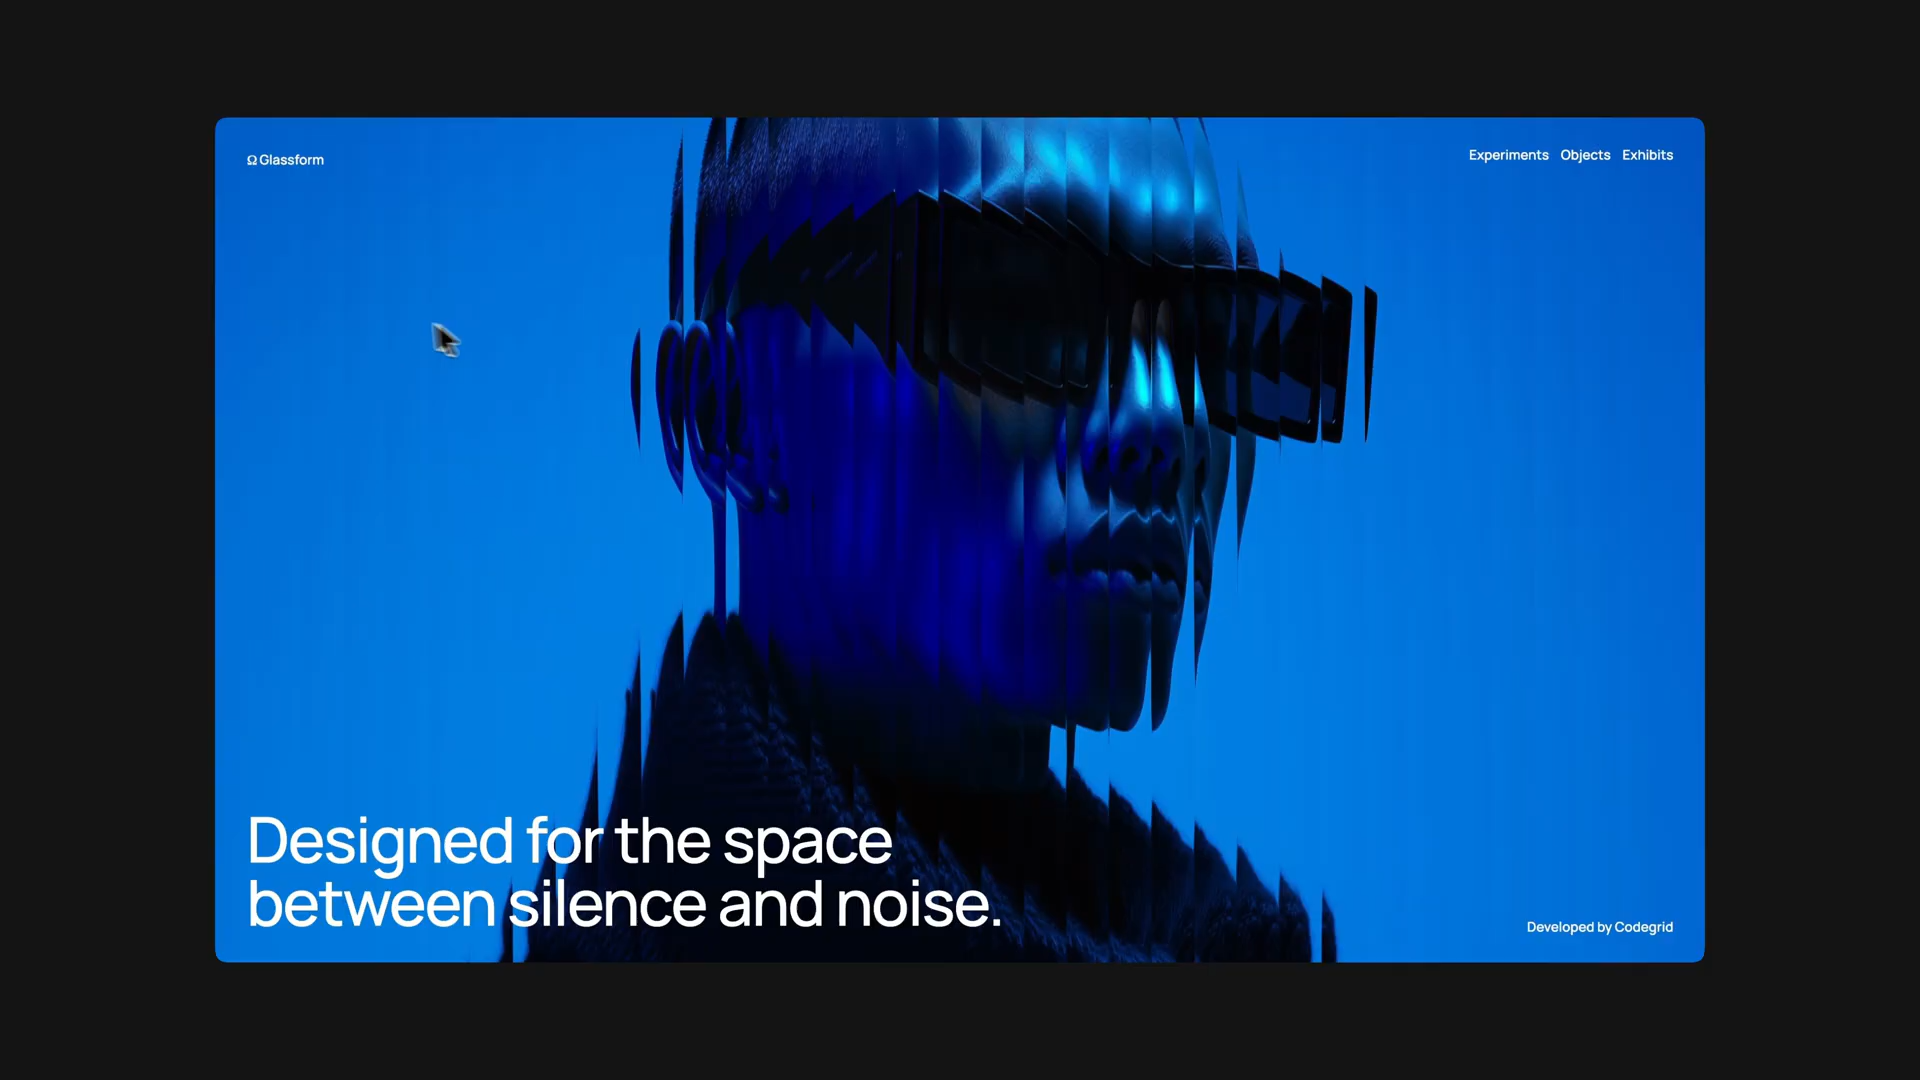 Ω Glassform
Experiments Objects Exhibits
Designed for the space
between silence and noise.
Developed by Codegrid